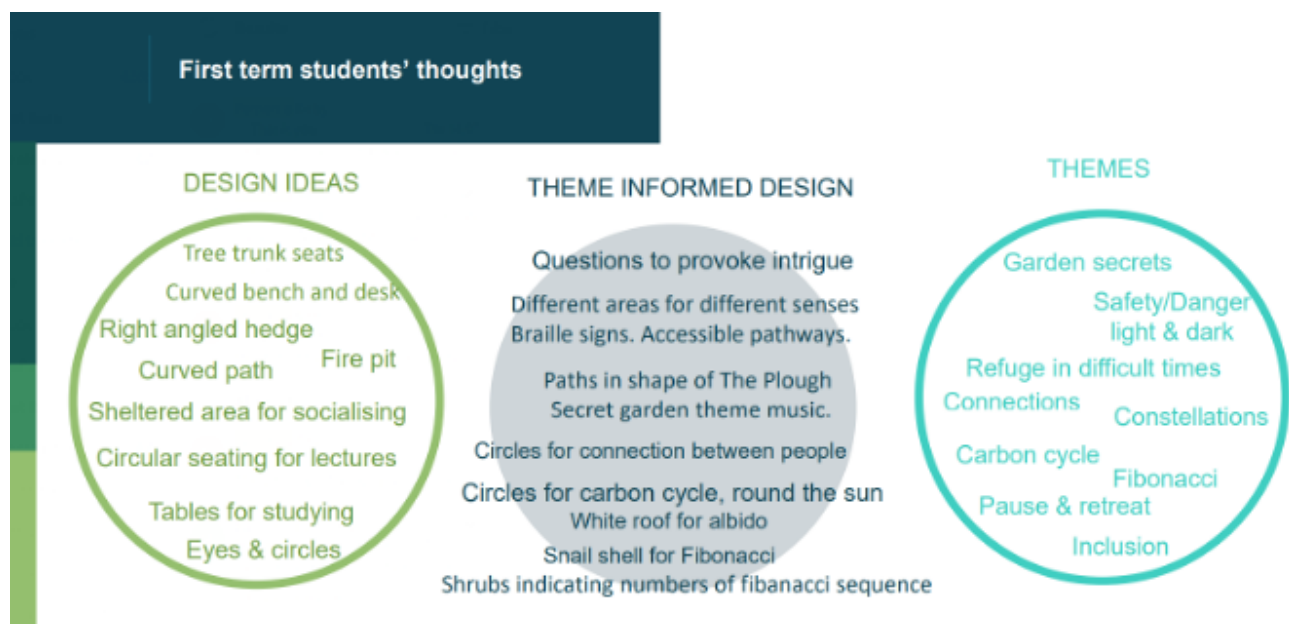 First term students' thoughts
DESIGN IDEAS
Tree trunk seats
Curved bench and desk
Right angled hedge
Fire pit
Curved path
Sheltered area for socialising
Circular seating for lectures
Tables for studying
Eyes & circles
THEME INFORMED DESIGN
Questions to provoke intrigue
Different areas for different senses
Braille signs. Accessible pathways.
Paths in shape of The Plough
Secret garden theme music.
Circles for connection between people
Circles for carbon cycle, round the sun
White roof for albido
Snail shell for Fibonacci
Shrubs indicating numbers of fibanacci sequence
THEMES
Garden secrets
Safety/Danger
light & dark
Refuge in difficult times
Connections
Constellations
Carbon cycle
Fibonacci
Pause & retreat
Inclusion